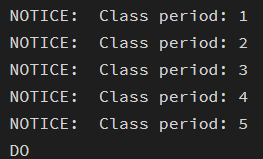 NOTICE:  Class period: 1
NOTICE:  Class period: 2
NOTICE:  Class period: 3
NOTICE:  Class period: 4
NOTICE:  Class period: 5
DO